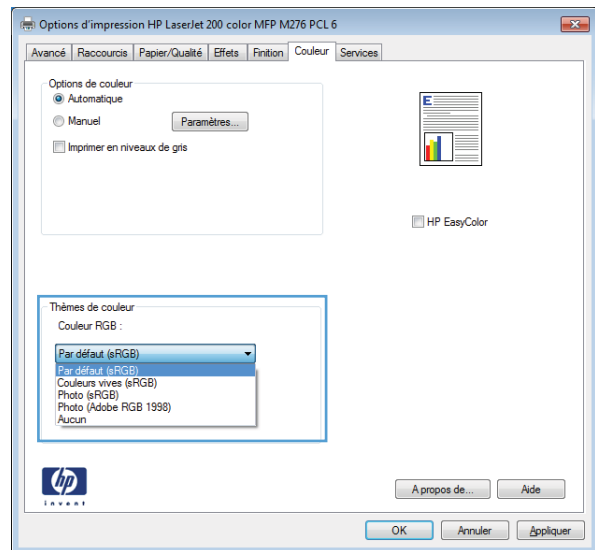 Options d'impression HP LaserJet 200 color MFP M276 PCL 6
Avancé Raccourcis Papier/Qualité Effets Finition Couleur Services
Options de couleur
Automatique
Manuel
Paramètres...
Imprimer en niveaux de gris
E
HP EasyColor
Thèmes de couleur
Couleur RGB :
Par défaut (sRGB)
Par défaut (sRGB)
Couleurs vives (sRGB)
Photo (sRGB)
Photo (Adobe RGB 1998)
Aucun
hp
invent
A propos de... Aide
OK Annuler Appliquer